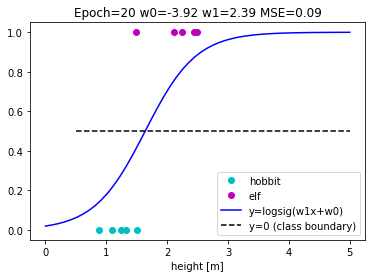 Epoch=20 w0=-3.92 w1=2.39 MSE=0.09
1.0
0.8
0.6
0.4
0.2
0.0
hobbit
elf
y=logsig(w1x+w0)
y=0 (class boundary)
0 1 2 3 4 5
height [m]